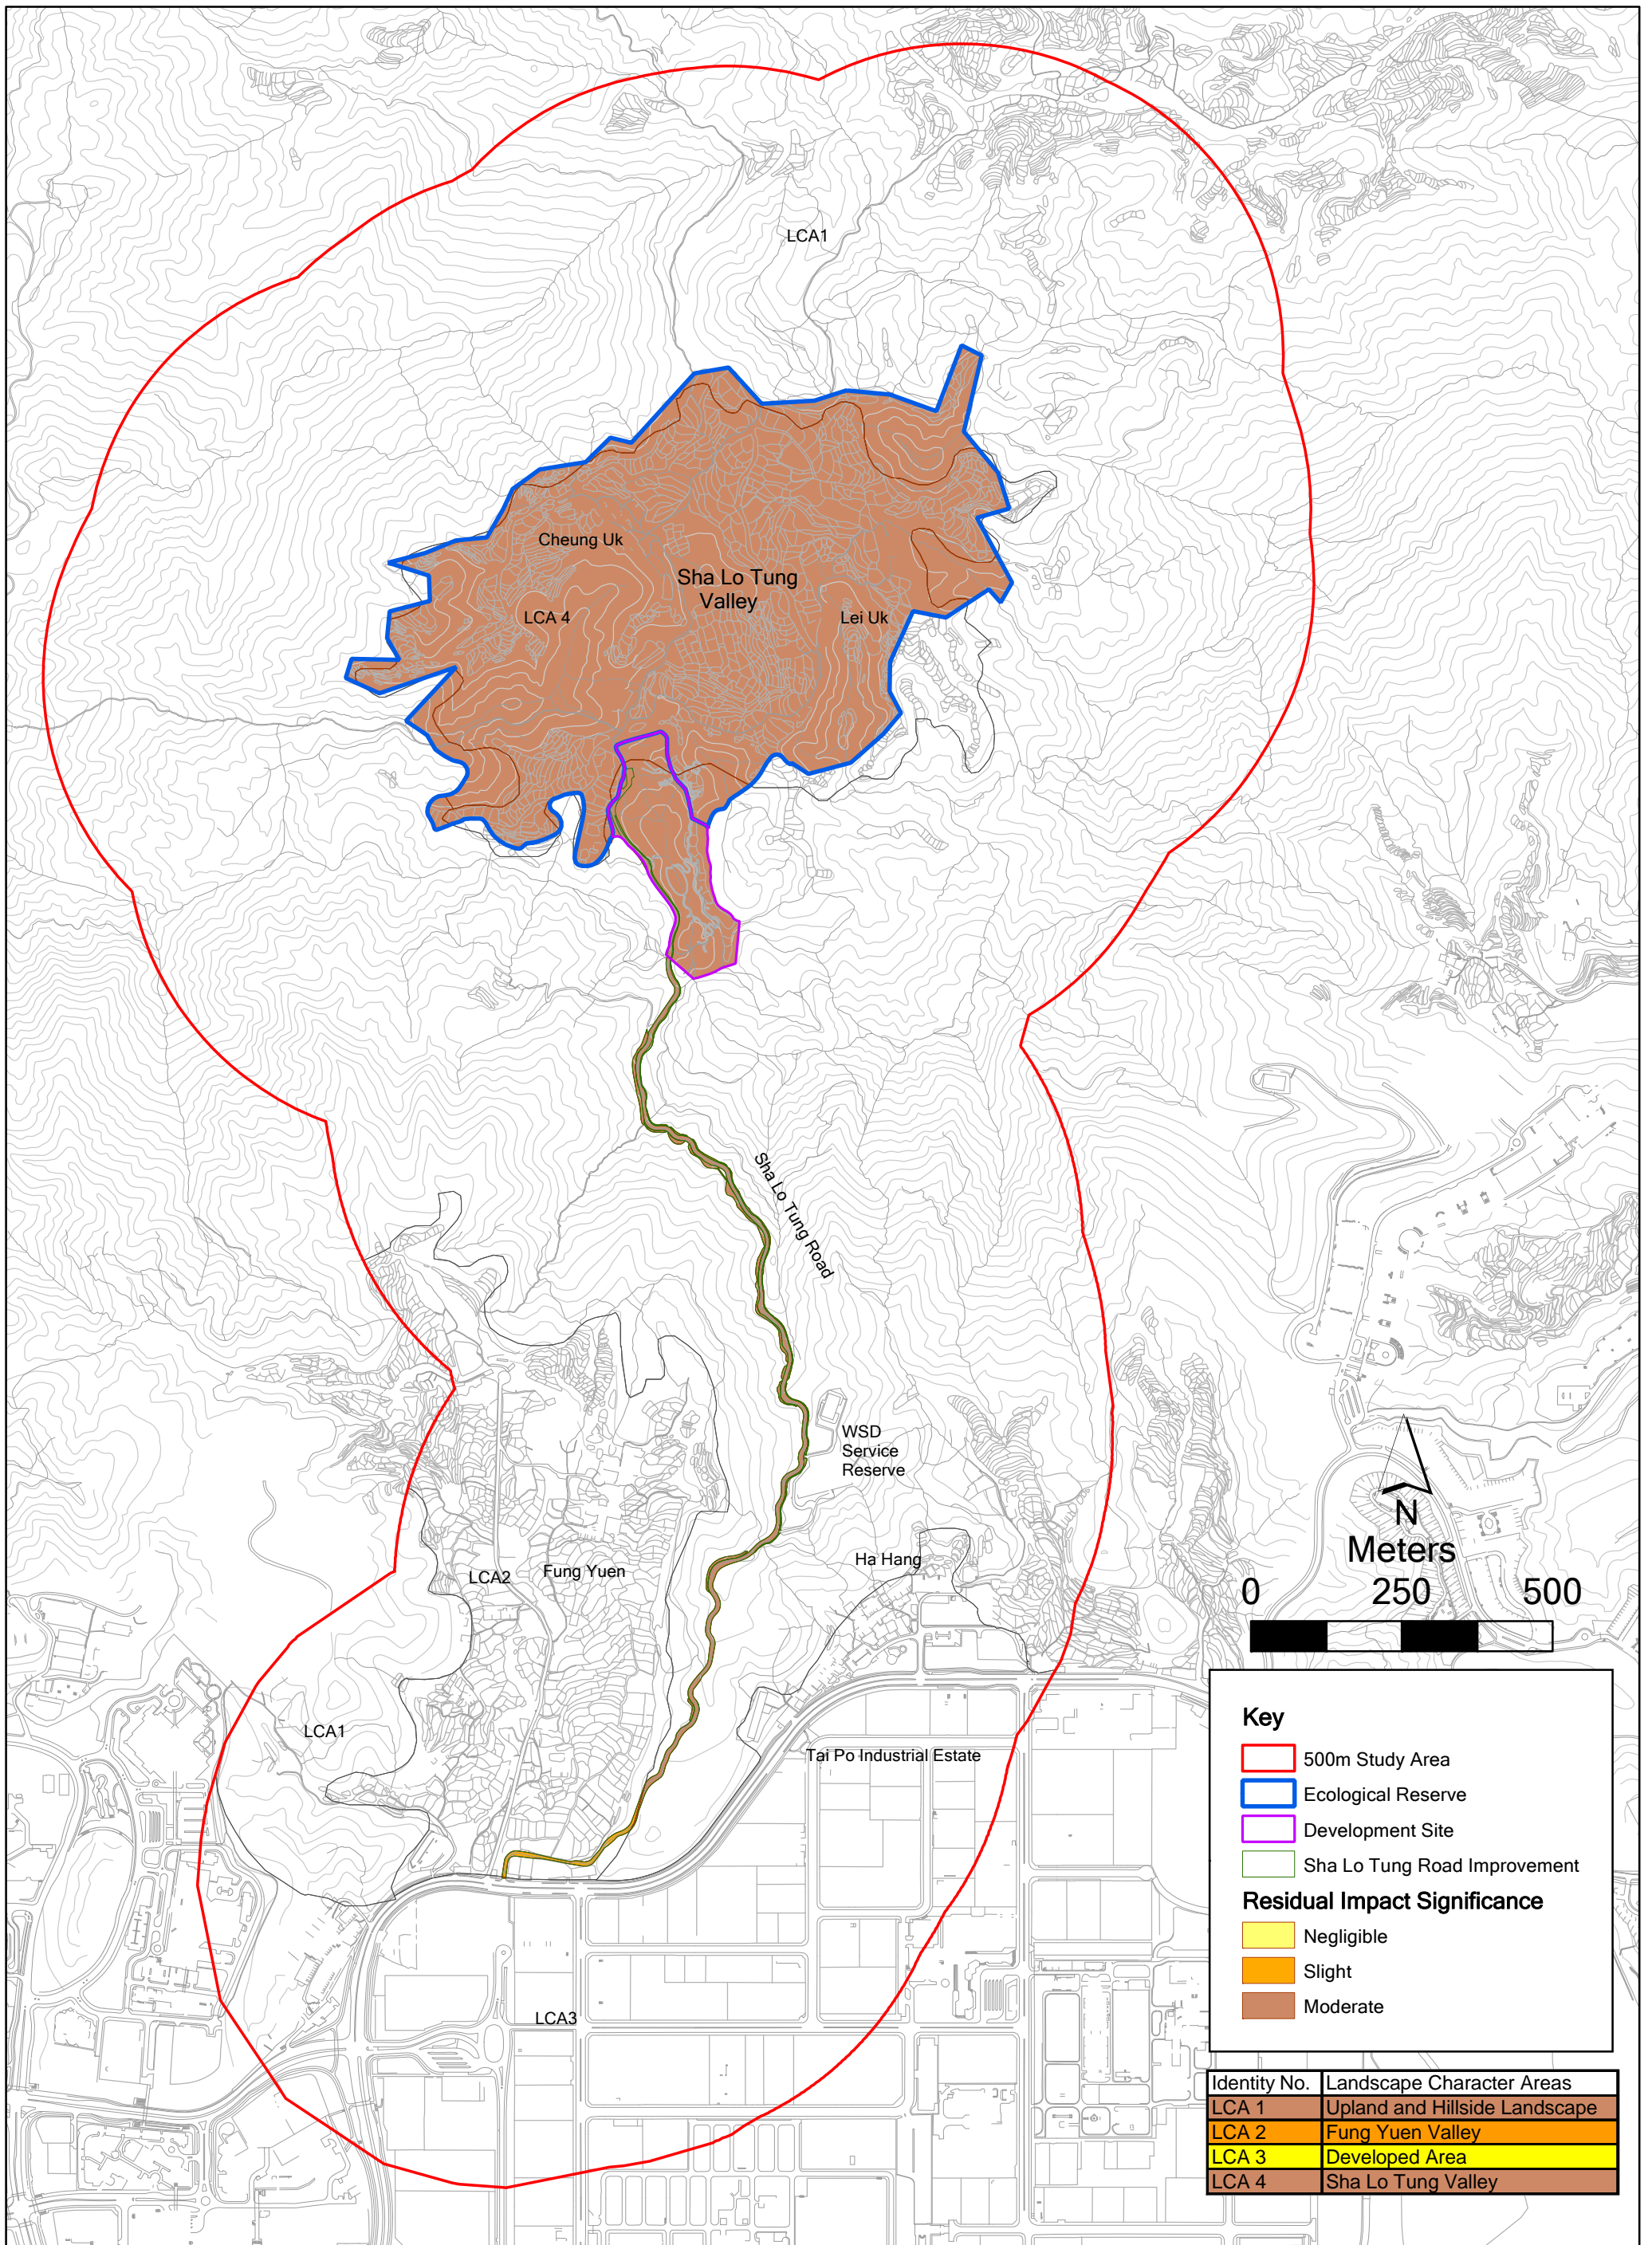 LCA1
Cheung Uk
Sha Lo Tung
Valley
LCA 4
Lei Uk
Sha Lo Tung Road
WSD
Service
Reserve
Ha Hang
LCA2
Fung Yuen
LCA1
Tai Po Industrial Estate
LCA3
N
Meters
0 250 500
Key
500m Study Area
Ecological Reserve
Development Site
Sha Lo Tung Road Improvement
Residual Impact Significance
Negligible
Slight
Moderate
Identity No. Landscape Character Areas
LCA 1 Upland and Hillside Landscape
LCA 2 Fung Yuen Valley
LCA 3 Developed Area
LCA 4 Sha Lo Tung Valley